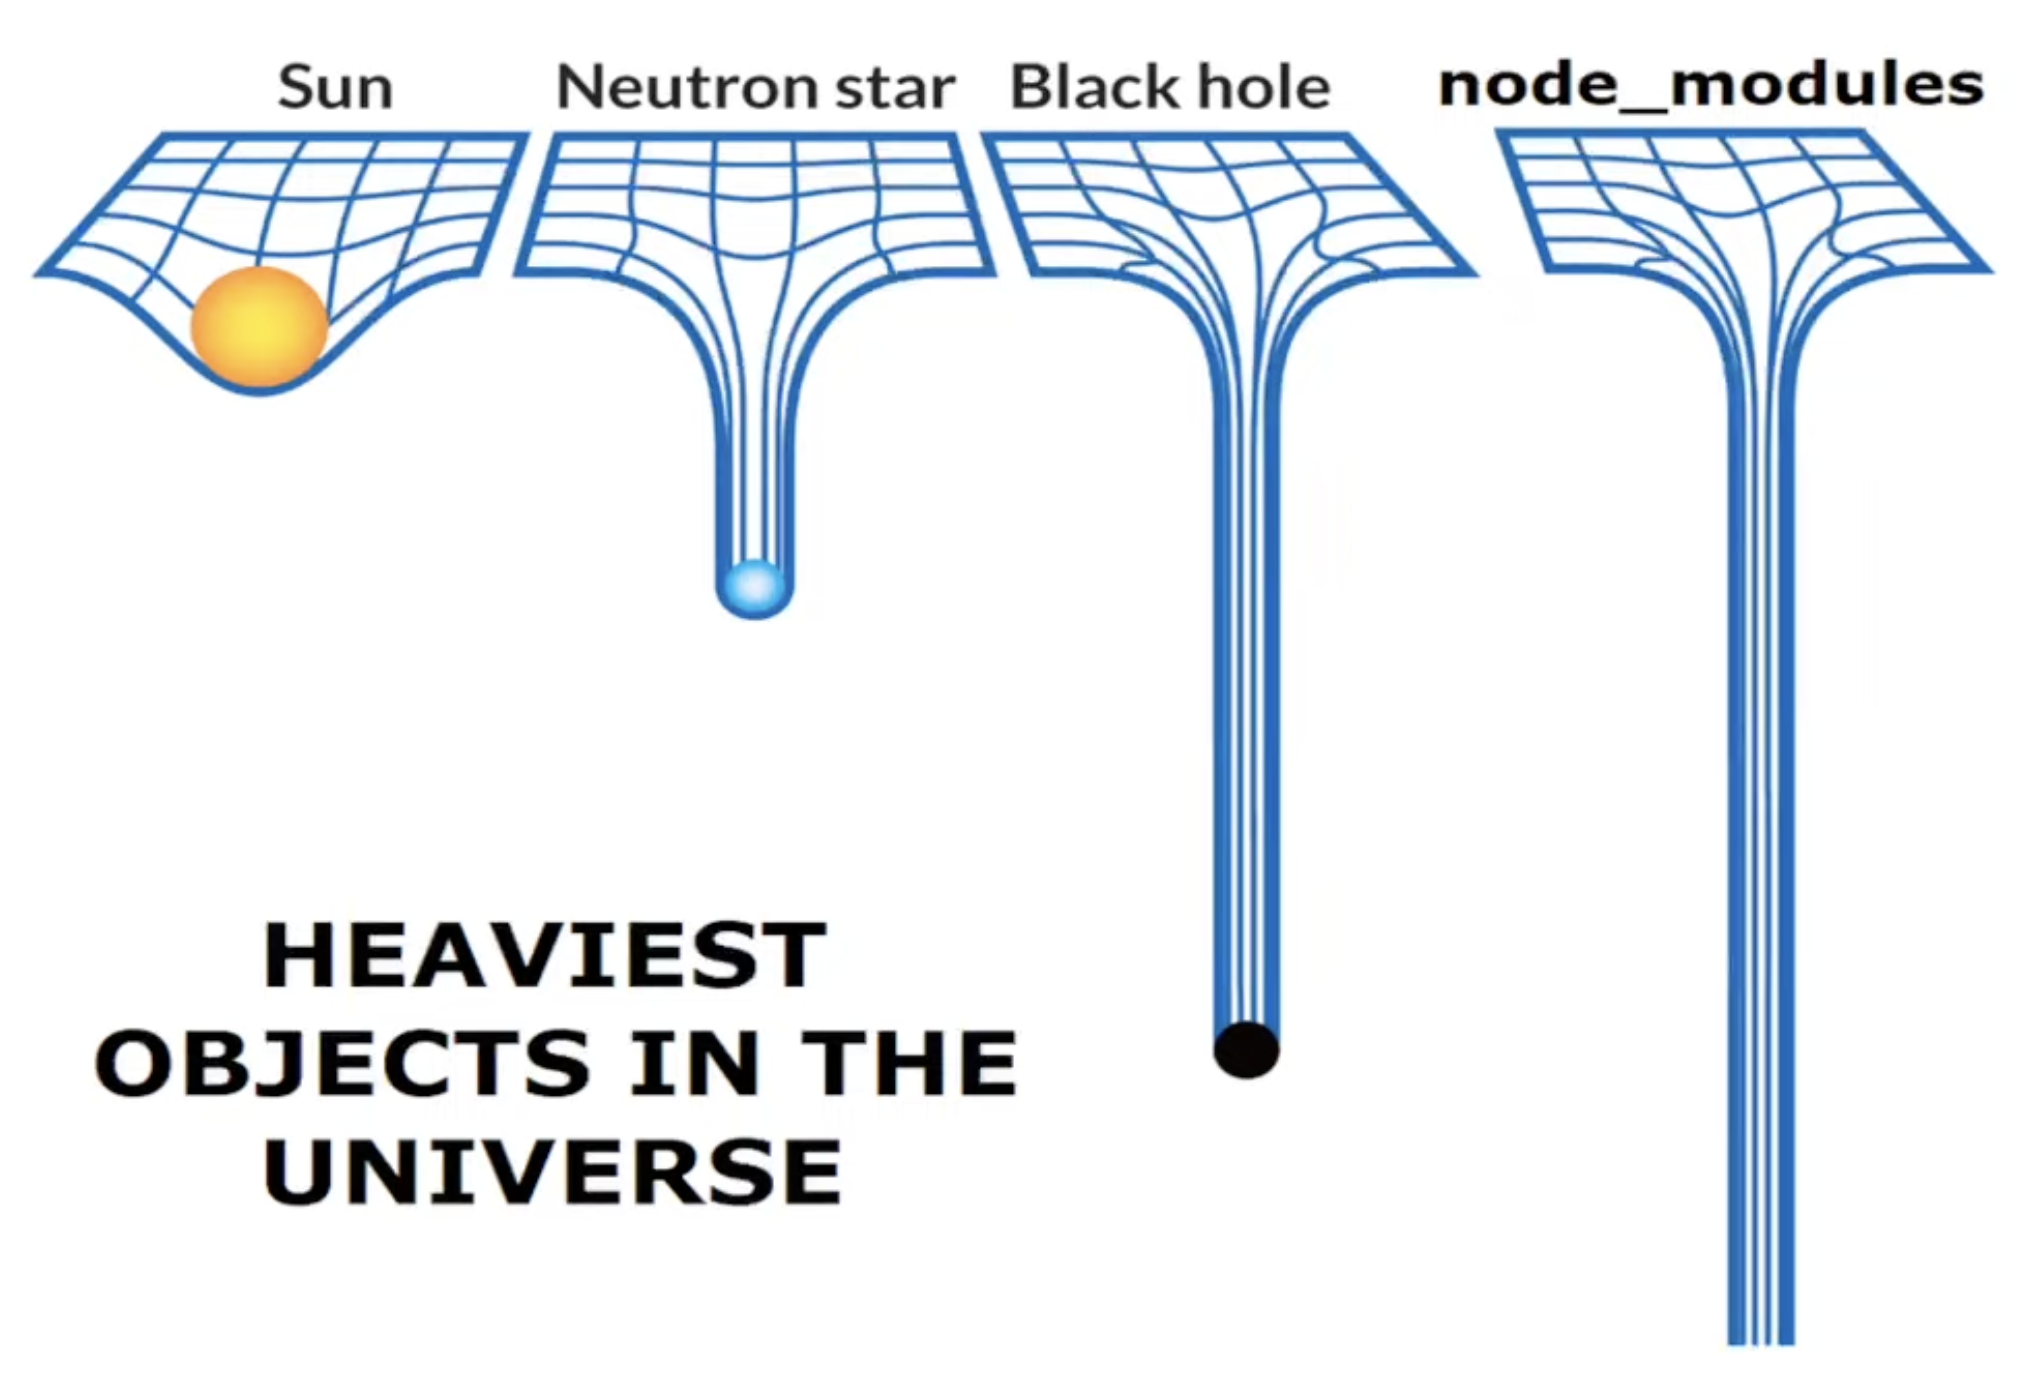 Sun
Neutron star
Black hole
node_modules
HEAVIEST
OBJECTS IN THE
UNIVERSE